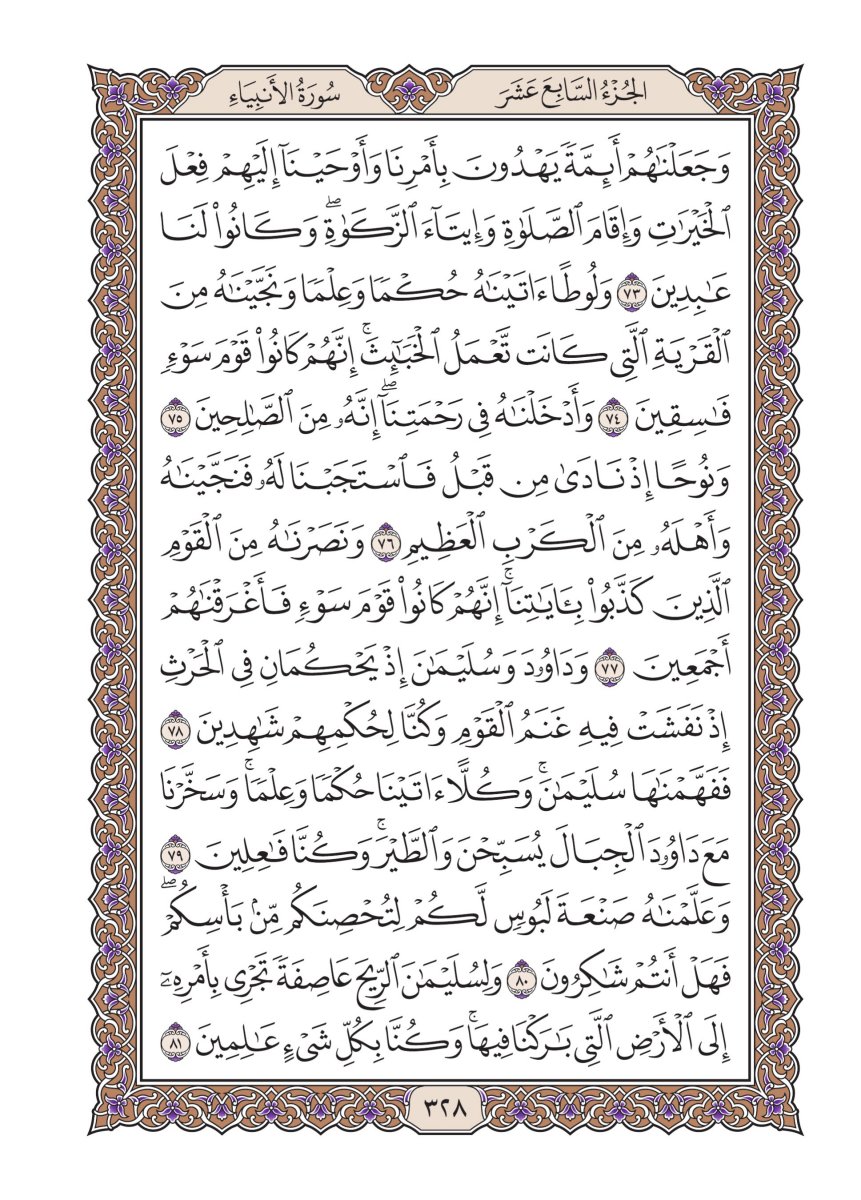 الجُزْءُ السَّابِعَ عَشَرَ
سُورَةُ الأَنبِيَاءِ
وَجَعَلْنَٰهُمْ أَئِمَّةً يَهْدُونَ بِأَمْرِنَا وَأَوْحَيْنَآ إِلَيْهِمْ فِعْلَ
ٱلْخَيْرَٰتِ وَإِقَامَ ٱلصَّلَوٰةِ وَإِيتَآءَ ٱلزَّكَوٰةِۖ وَكَانُوا۟ لَنَا
عَٰبِدِينَ ٧٣ وَلُوطًا ءَاتَيْنَٰهُ حُكْمًا وَعِلْمًا وَنَجَّيْنَٰهُ مِنَ
ٱلْقَرْيَةِ ٱلَّتِى كَانَت تَّعْمَلُ ٱلْخَبَٰٓئِثَۚ إِنَّهُمْ كَانُوا۟ قَوْمَ سَوْءٍ
فَٰسِقِينَ ٧٤ وَأَدْخَلْنَٰهُ فِى رَحْمَتِنَآۖ إِنَّهُۥ مِنَ ٱلصَّٰلِحِينَ ٧٥
وَنُوحًا إِذْ نَادَىٰ مِن قَبْلُ فَٱسْتَجَبْنَا لَهُۥ فَنَجَّيْنَٰهُ
وَأَهْلَهُۥ مِنَ ٱلْكَرْبِ ٱلْعَظِيمِ ٧٦ وَنَصَرْنَٰهُ مِنَ ٱلْقَوْمِ
ٱلَّذِينَ كَذَّبُوا۟ بِـَٔايَٰتِنَآۚ إِنَّهُمْ كَانُوا۟ قَوْمَ سَوْءٍ فَأَغْرَقْنَٰهُمْ
أَجْمَعِينَ ٧٧ وَدَاوُۥدَ وَسُلَيْمَٰنَ إِذْ يَحْكُمَانِ فِى ٱلْحَرْثِ
إِذْ نَفَشَتْ فِيهِ غَنَمُ ٱلْقَوْمِ وَكُنَّا لِحُكْمِهِمْ شَٰهِدِينَ ٧٨
فَفَهَّمْنَٰهَا سُلَيْمَٰنَۚ وَكُلًّا ءَاتَيْنَا حُكْمًا وَعِلْمًاۚ وَسَخَّرْنَا
مَعَ دَاوُۥدَ ٱلْجِبَالَ يُسَبِّحْنَ وَٱلطَّيْرَۚ وَكُنَّا فَٰعِلِينَ ٧٩
وَعَلَّمْنَٰهُ صَنْعَةَ لَبُوسٍ لَّكُمْ لِتُحْصِنَكُم مِّنۢ بَأْسِكُمْۖ
فَهَلْ أَنتُمْ شَٰكِرُونَ ٨٠ وَلِسُلَيْمَٰنَ ٱلرِّيحَ عَاصِفَةً تَجْرِى بِأَمْرِهِۦٓ
إِلَى ٱلْأَرْضِ ٱلَّتِى بَٰرَكْنَا فِيهَاۚ وَكُنَّا بِكُلِّ شَىْءٍ عَٰلِمِينَ ٨١
٣٢٨